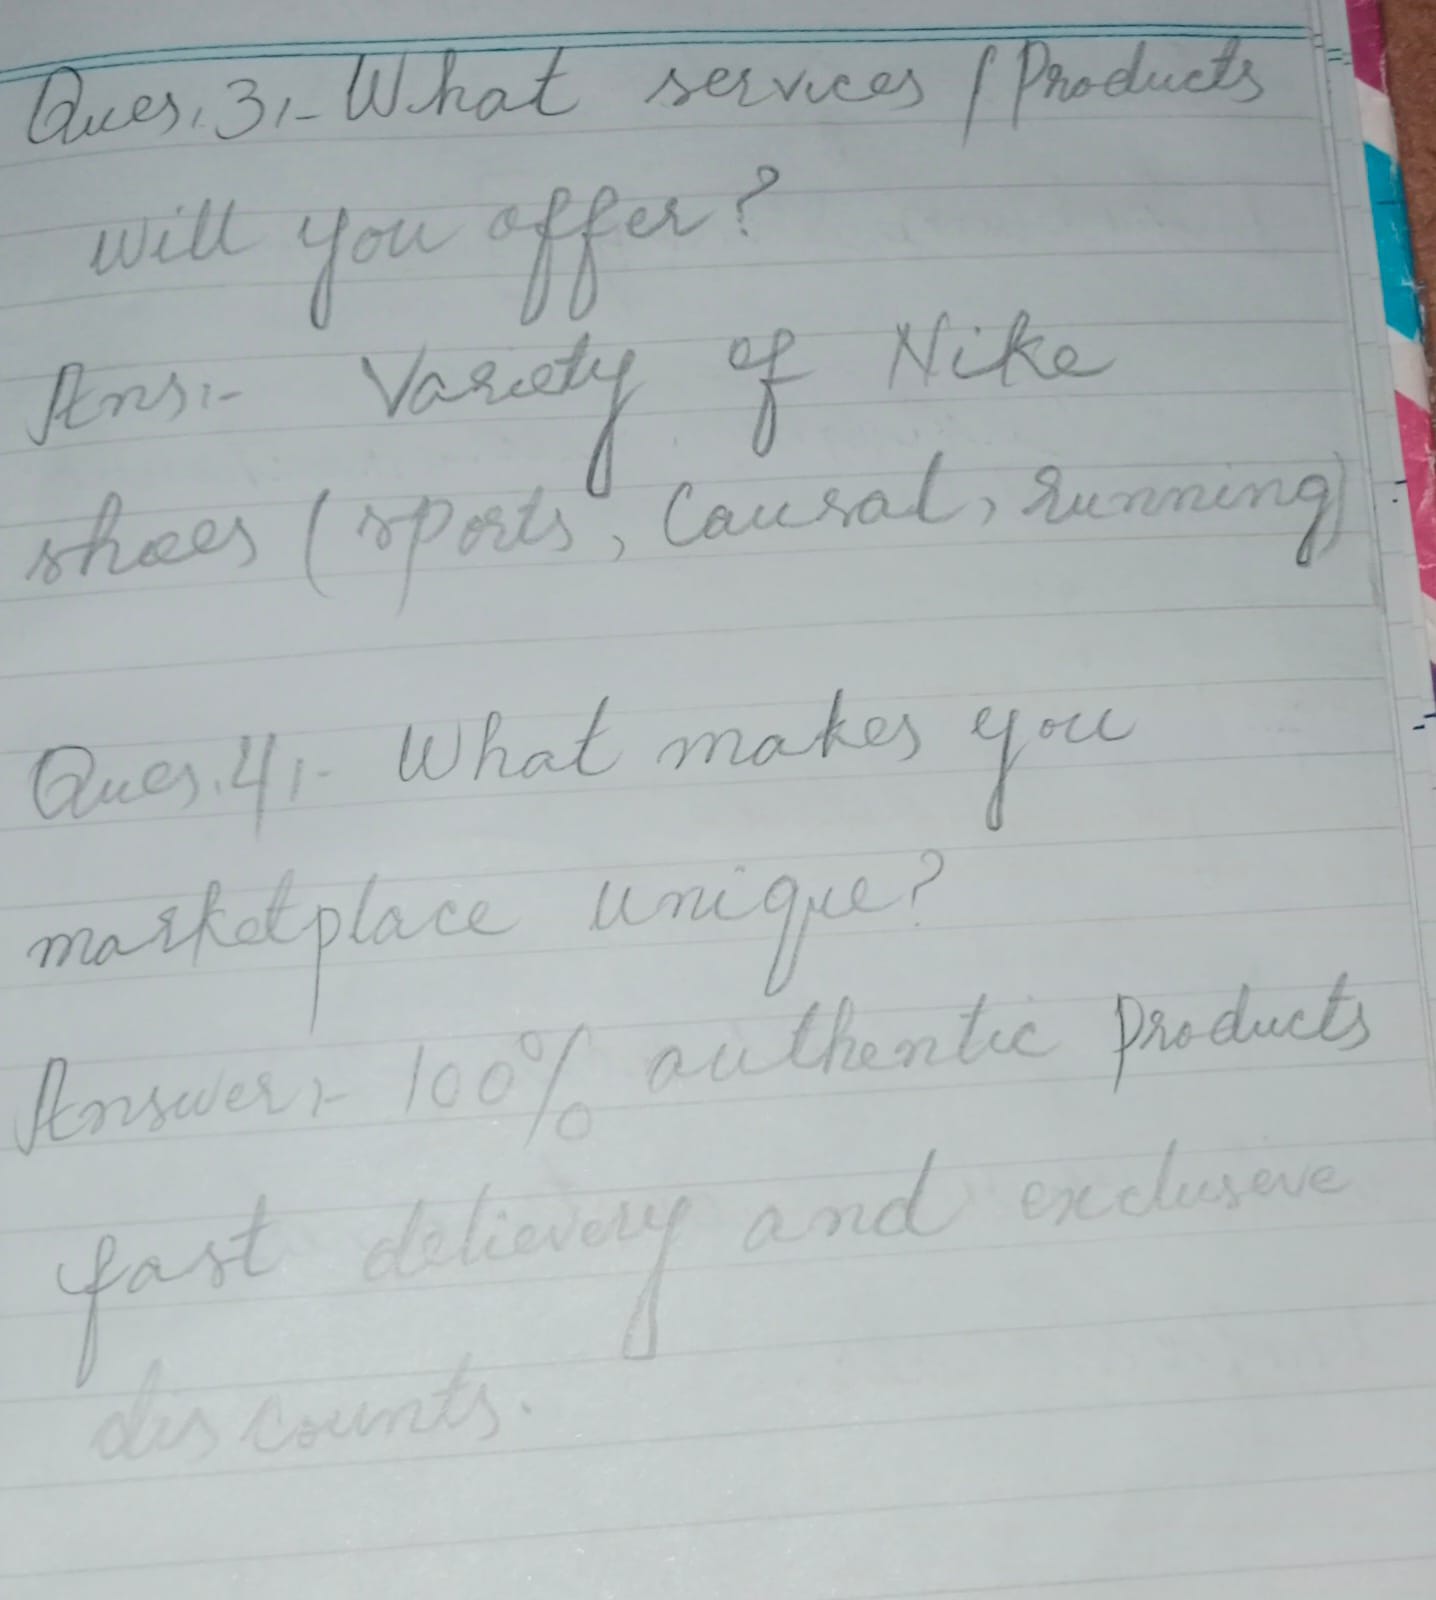 Ques. 3:- What services / Products
will you offer?
Ans:- Variety of Nike
shoes (sports, Causal, running)
Ques. 4:- What makes you
marketplace unique?
Answer:- 100% authentic Products
fast delievery and exclusive
discounts.